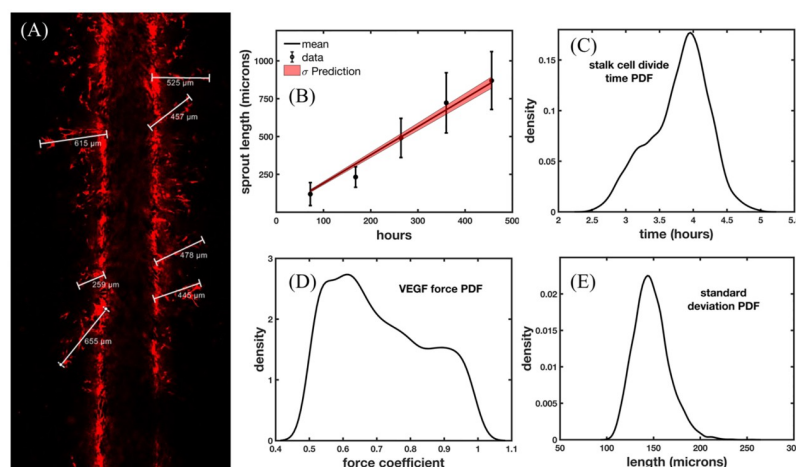 (A)
525 µm
457 µm
615 µm
478 µm
259 µm
445 µm
655 µm
(B)
mean
data
σ Prediction
sprout length (microns)
1000
750
500
250
0
100
200
300
400
500
hours
(C)
stalk cell divide
time PDF
density
0.15
0.1
0.05
0
2
2.5
3
3.5
4
4.5
5
5.5
time (hours)
(D)
VEGF force PDF
density
3
2
1
0
0.4
0.5
0.6
0.7
0.8
0.9
1
1.1
force coefficient
(E)
standard
deviation PDF
density
0.02
0.015
0.01
0.005
0
50
100
150
200
250
300
length (microns)